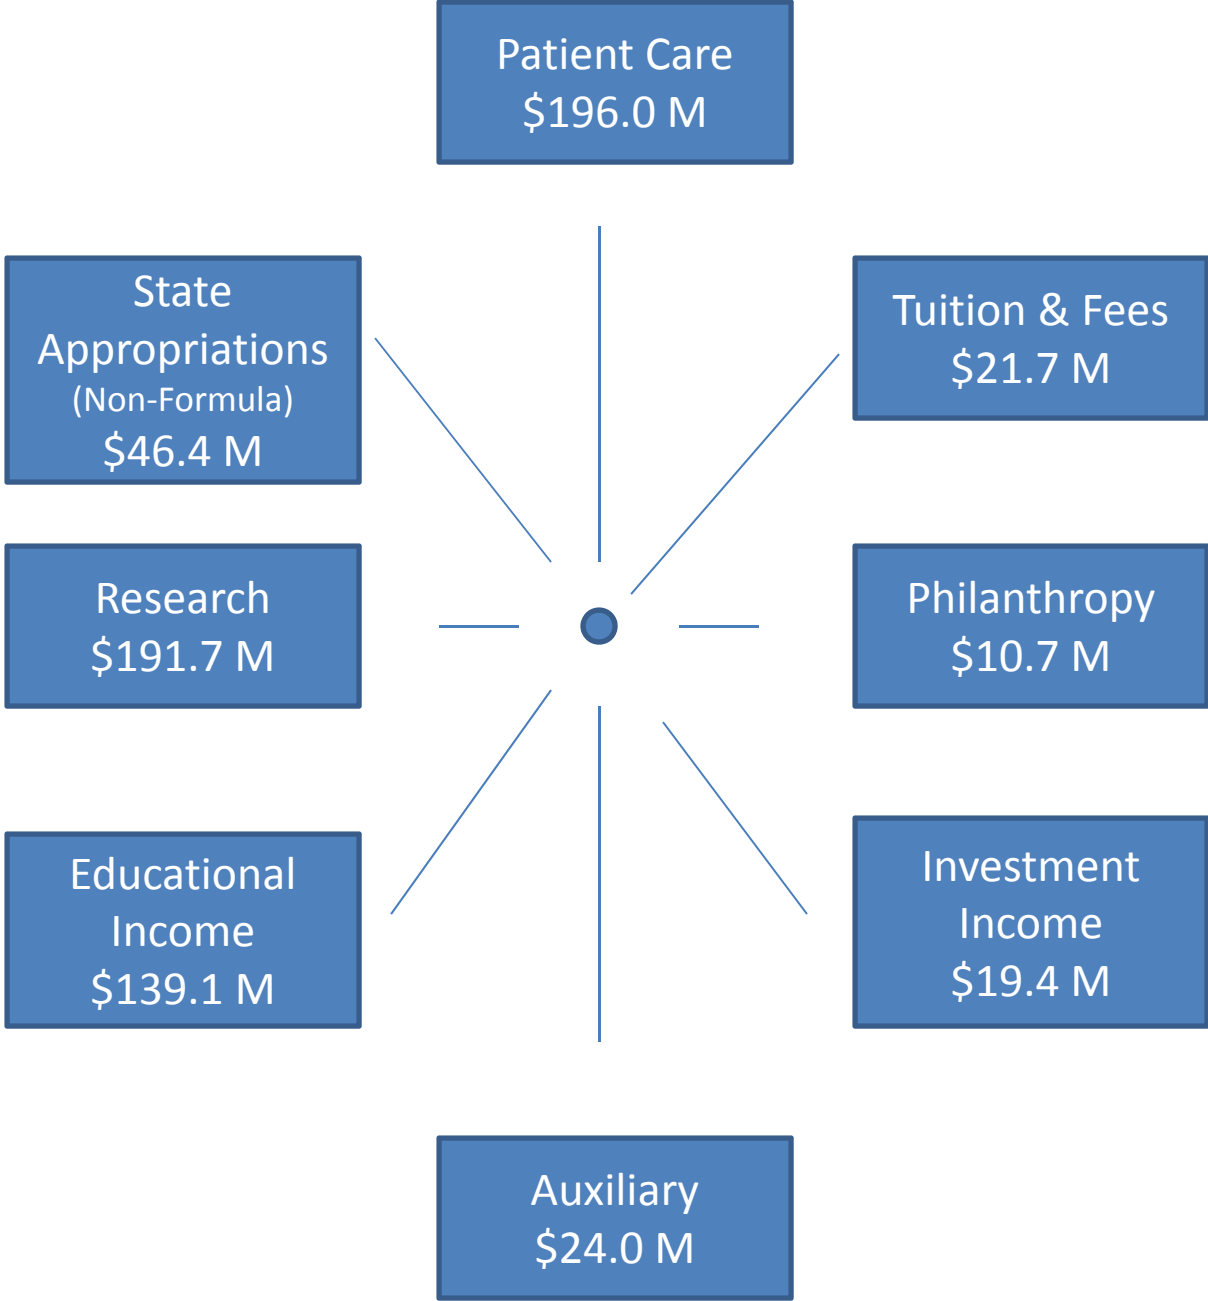 Patient Care
$196.0 M
State
Appropriations
(Non-Formula)
$46.4 M
Tuition & Fees
$21.7 M
Research
$191.7 M
Philanthropy
$10.7 M
Educational
Income
$139.1 M
Investment
Income
$19.4 M
Auxiliary
$24.0 M